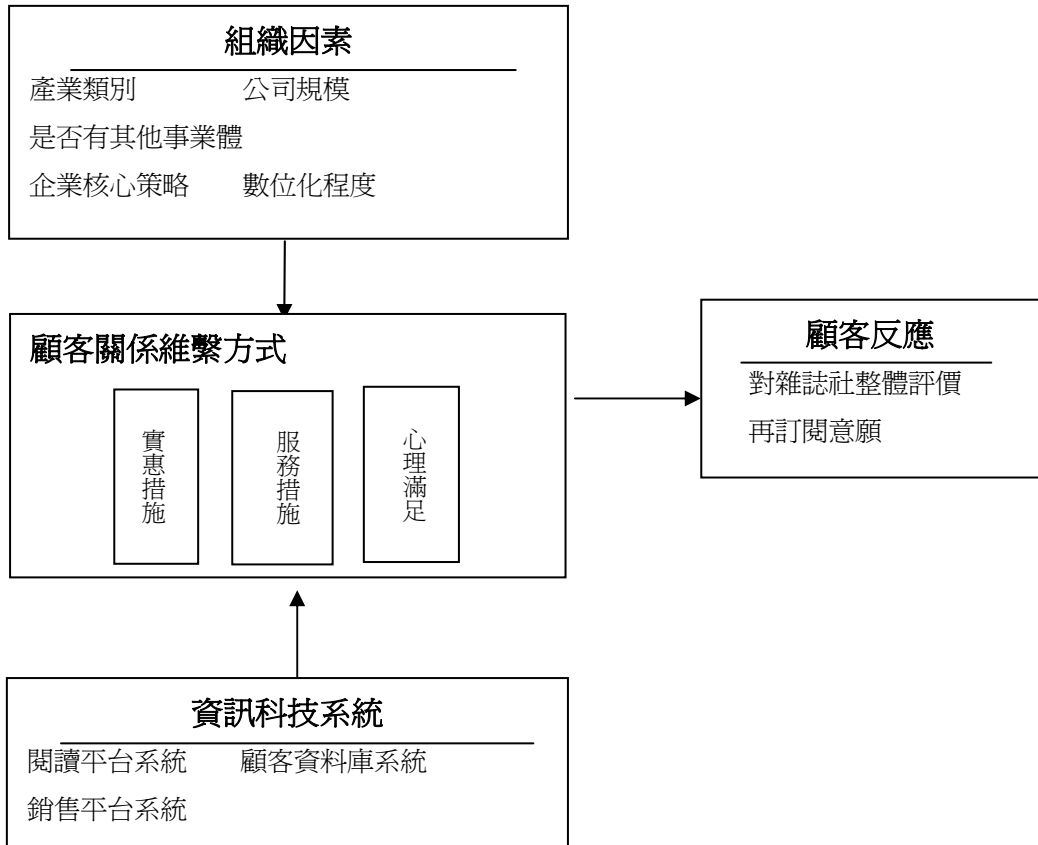 組織因素
產業類別 公司規模
是否有其他事業體
企業核心策略 數位化程度
顧客關係維繫方式
實惠措施
服務措施
心理滿足
顧客反應
對雜誌社整體評價
再訂閱意願
資訊科技系統
閱讀平台系統 顧客資料庫系統
銷售平台系統